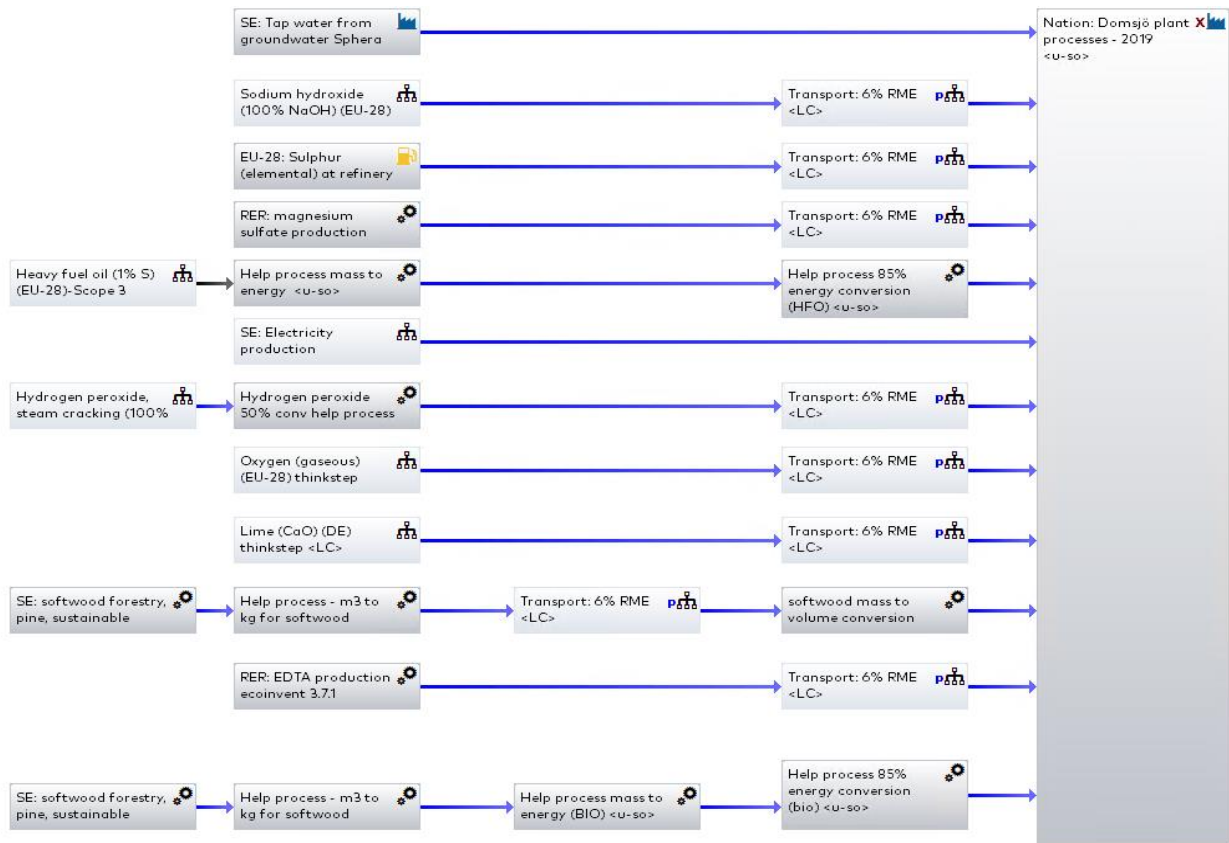 SE: Tap water from
groundwater Sphera
Nation: Domsjö plant X
processes - 2019
<u-so>
Sodium hydroxide
(100% NaOH) (EU-28)
Transport: 6% RME p
<LC>
EU-28: Sulphur
(elemental) at refinery
Transport: 6% RME p
<LC>
RER: magnesium
sulfate production
Transport: 6% RME p
<LC>
Heavy fuel oil (1% S)
(EU-28)-Scope 3
Help process mass to
energy <u-so>
Help process 85%
energy conversion
(HFO) <u-so>
SE: Electricity
production
Hydrogen peroxide,
steam cracking (100%
Hydrogen peroxide
50% conv help process
Transport: 6% RME p
<LC>
Oxygen (gaseous)
(EU-28) thinkstep
Transport: 6% RME p
<LC>
Lime (CaO) (DE)
thinkstep <LC>
Transport: 6% RME p
<LC>
SE: softwood forestry,
pine, sustainable
Help process - m3 to
kg for softwood
Transport: 6% RME p
<LC>
softwood mass to
volume conversion
RER: EDTA production
ecoinvent 3.7.1
Transport: 6% RME p
<LC>
SE: softwood forestry,
pine, sustainable
Help process - m3 to
kg for softwood
Help process mass to
energy (BIO) <u-so>
Help process 85%
energy conversion
(bio) <u-so>